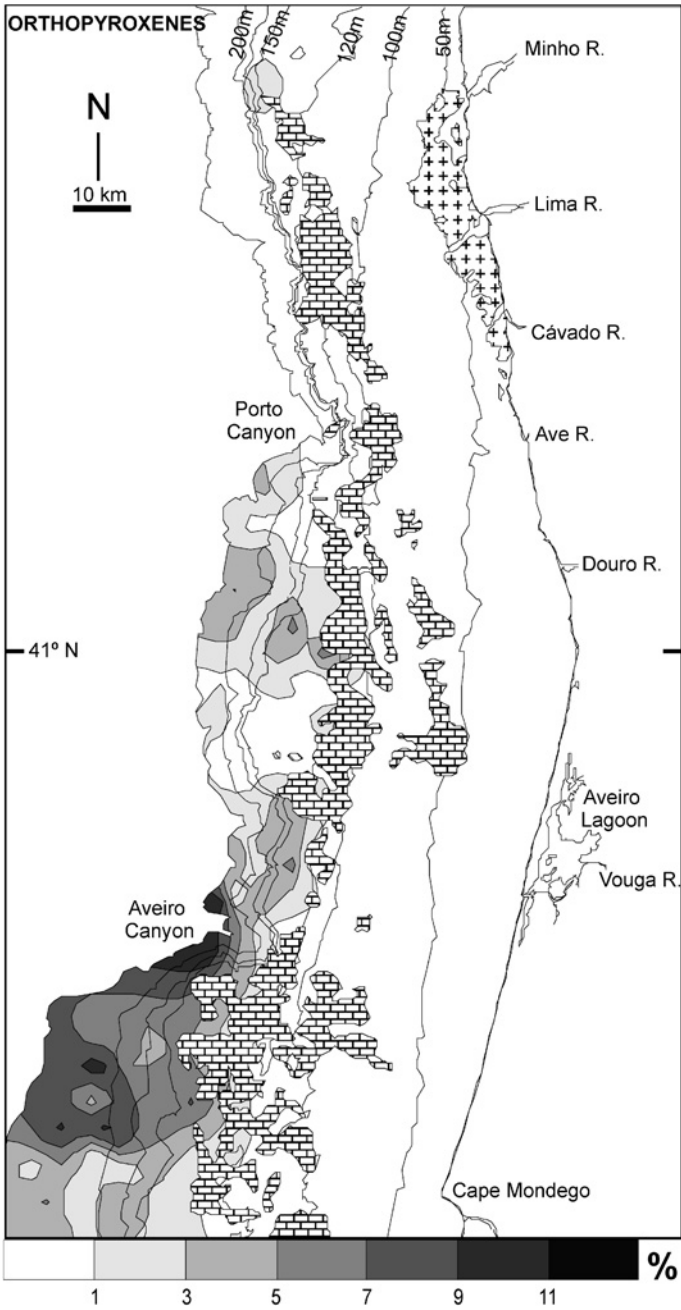 ORTHOPYROXENES
200m
150m
120m
100m
50m
Minho R.
N
10 km
Lima R.
Cávado R.
Porto
Canyon
Ave R.
Douro R.
41º N
Aveiro
Lagoon
Vouga R.
Aveiro
Canyon
Cape Mondego
%
1 3 5 7 9 11